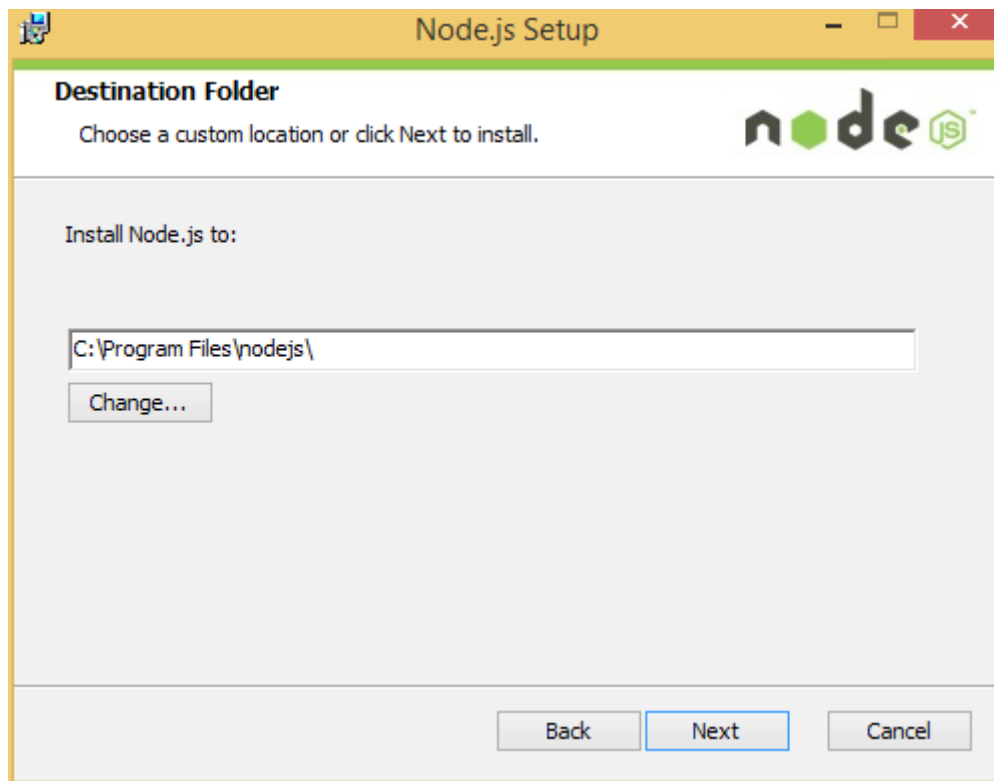 Node.js Setup
Destination Folder
Choose a custom location or click Next to install.
node JS
Install Node.js to:
C:\Program Files\nodejs\
Change...
Back Next Cancel